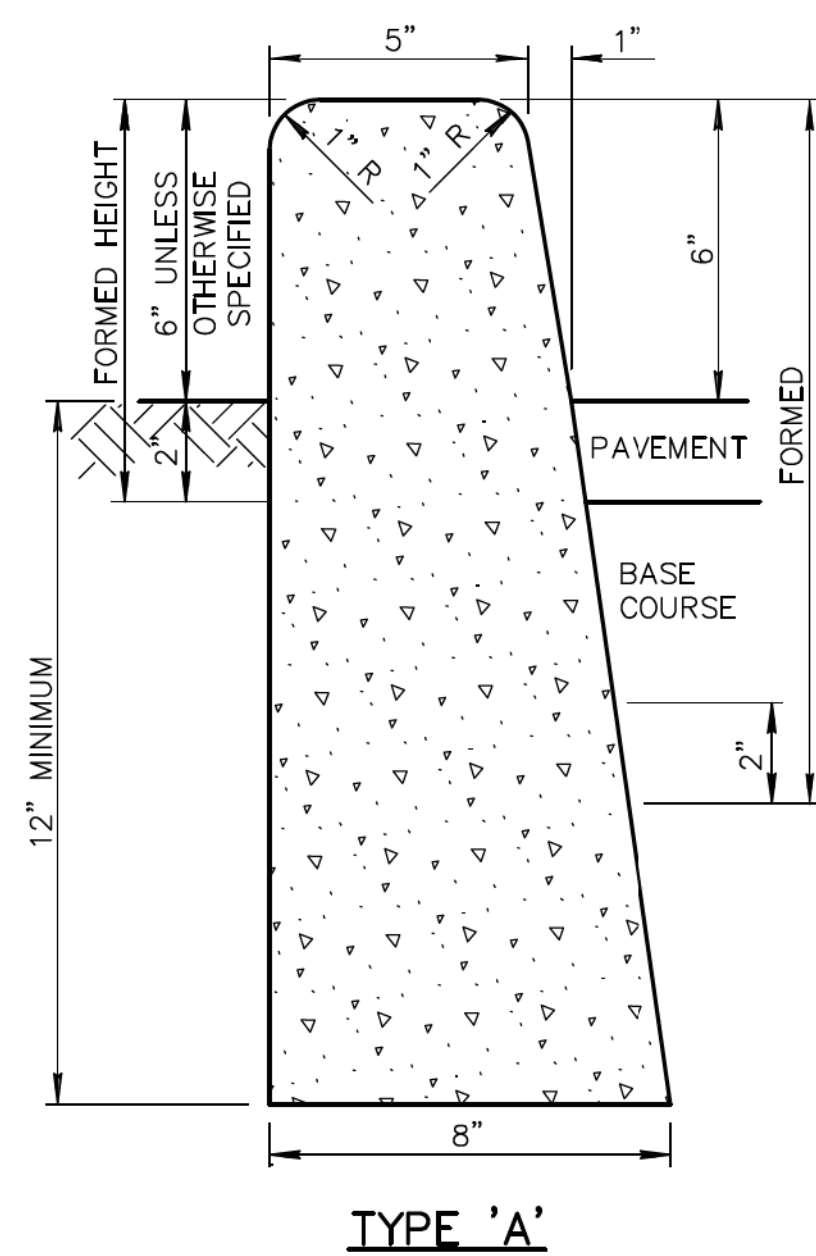 5”
1”
1” R
1” R
FORMED HEIGHT
6” UNLESS
OTHERWISE
SPECIFIED
6”
FORMED
2”
PAVEMENT
BASE
COURSE
12” MINIMUM
2”
8”
TYPE 'A'